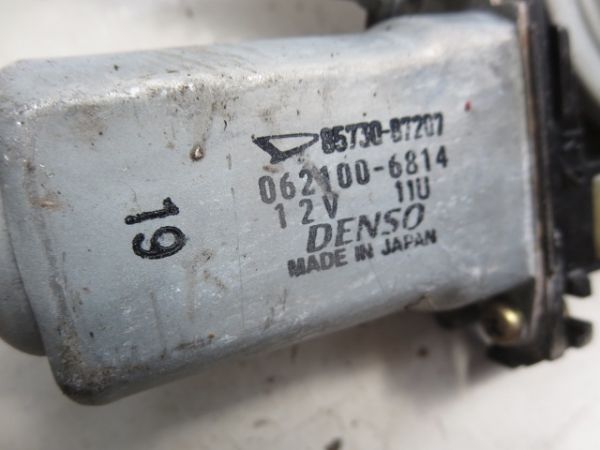 85730-87207
062100-6814
12V 11U
DENSO
MADE IN JAPAN
19